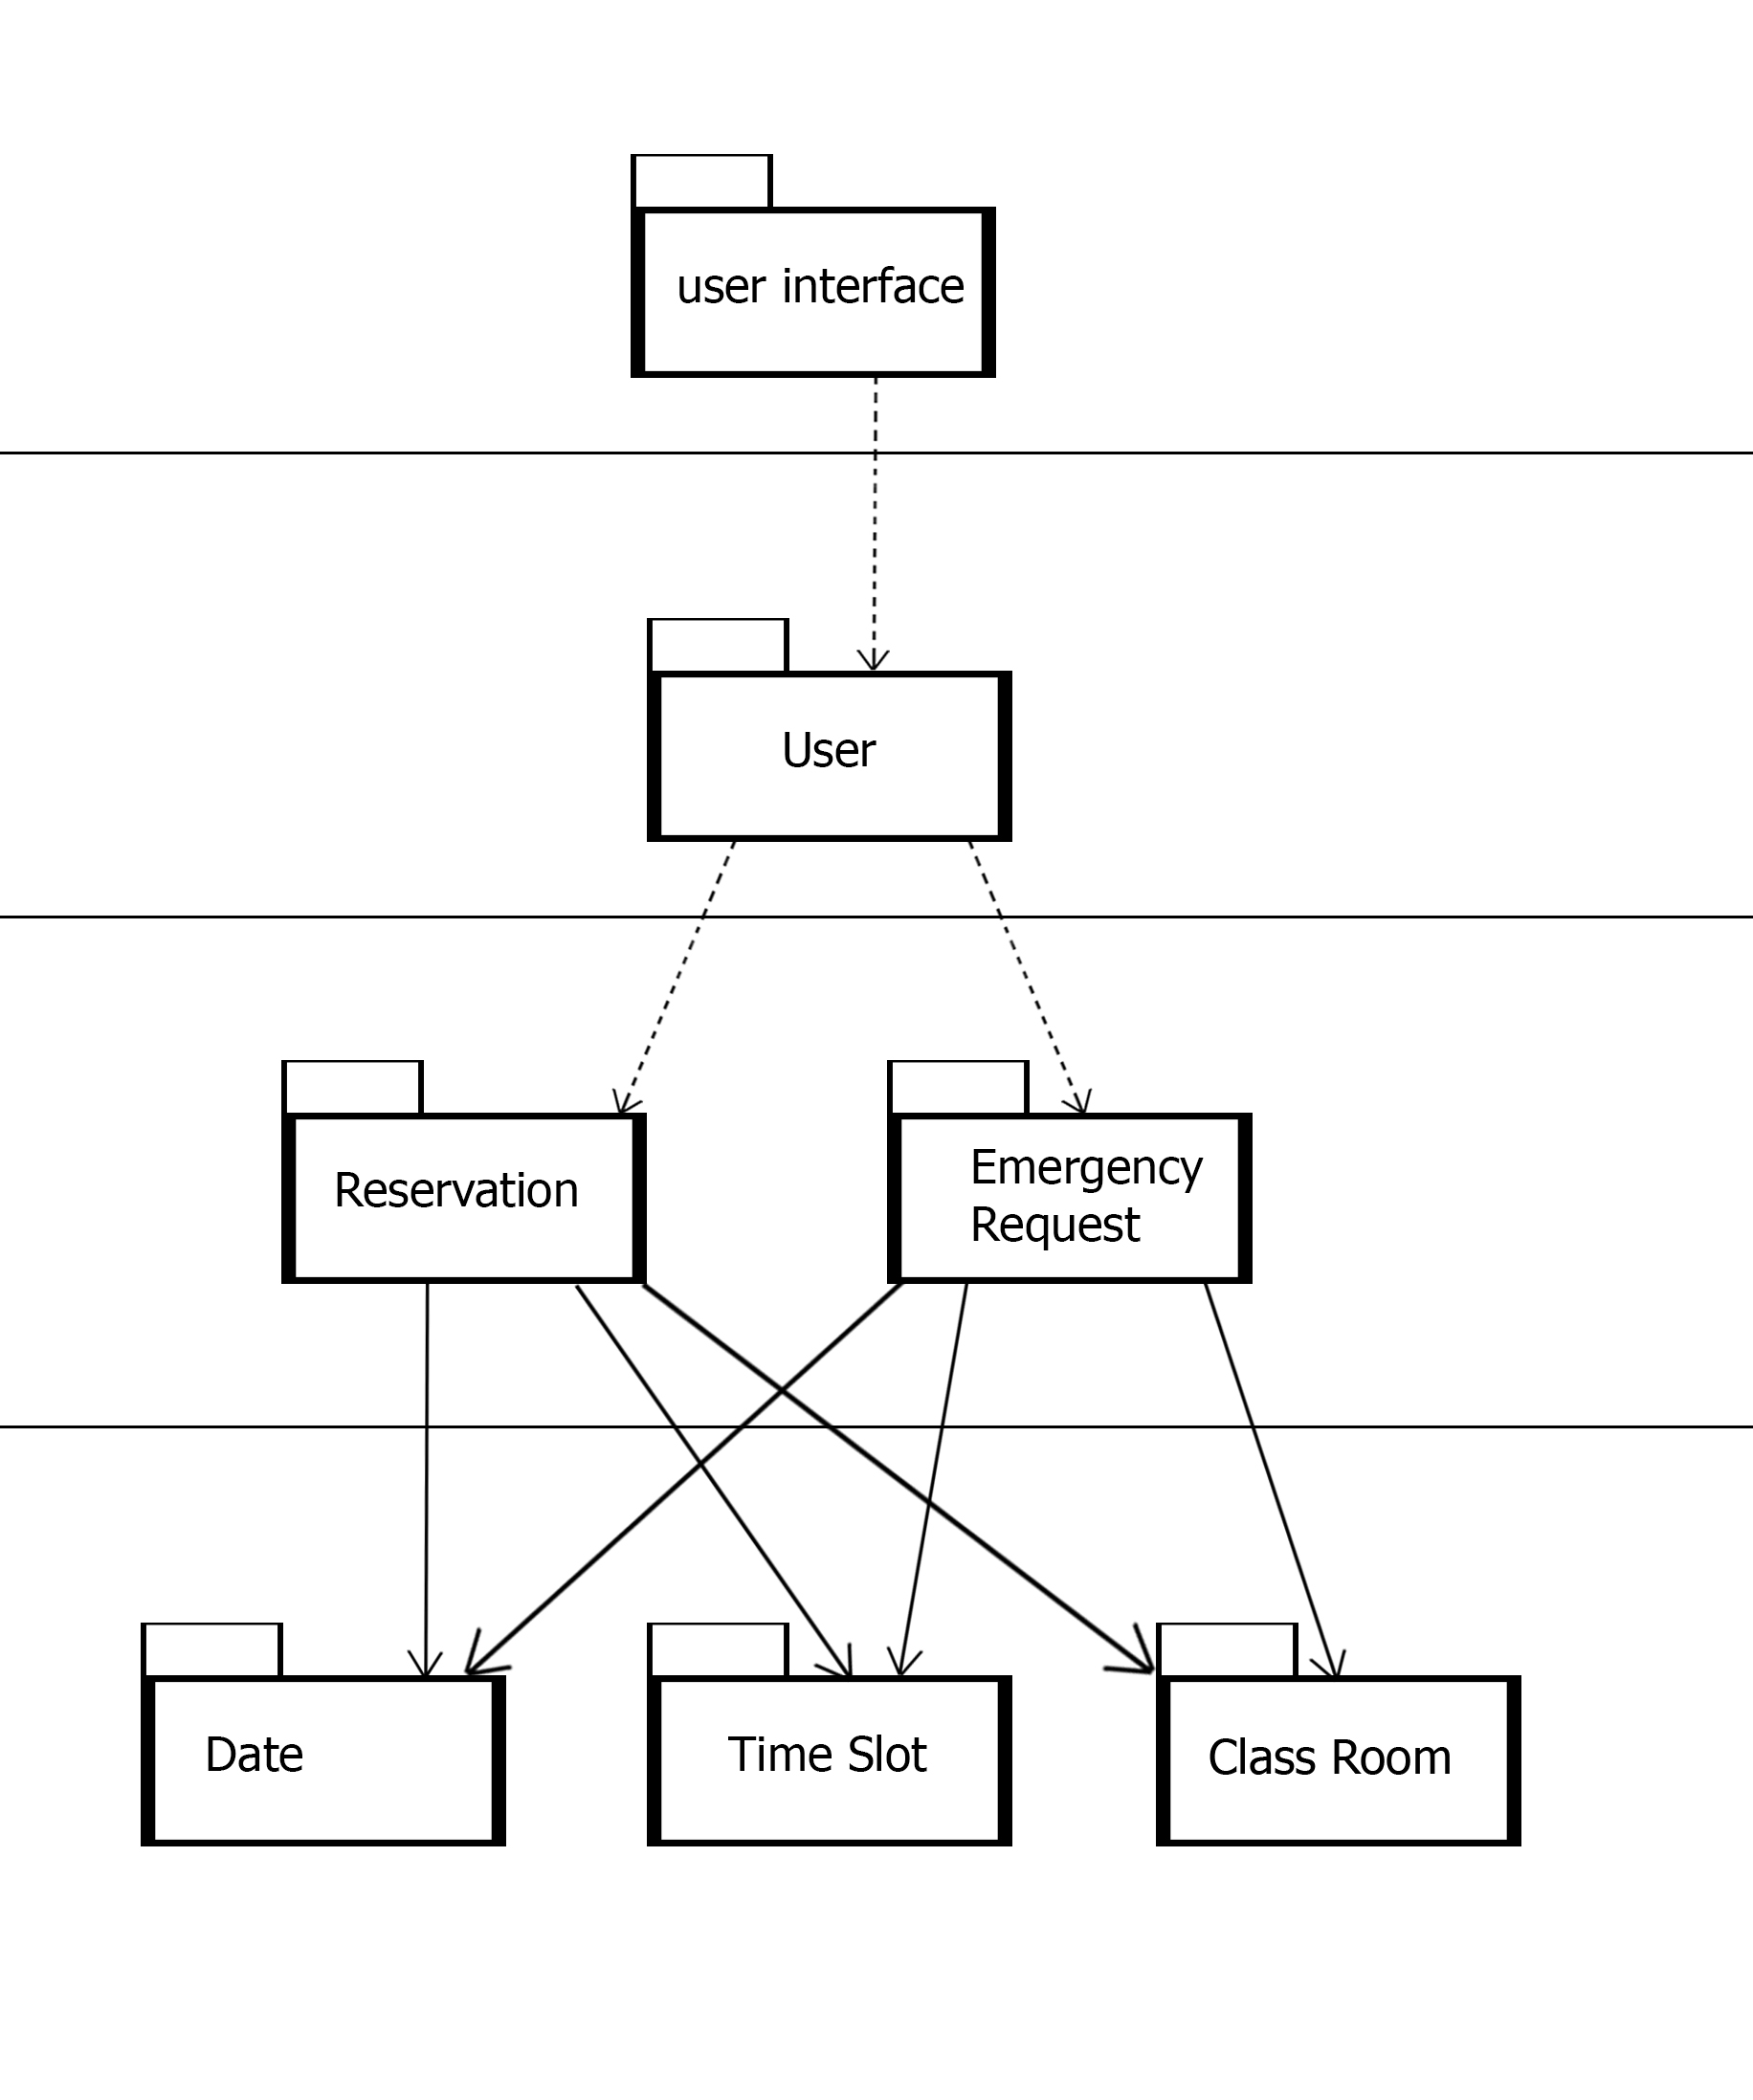 user interface
User
Reservation
Emergency
Request
Date
Time Slot
Class Room